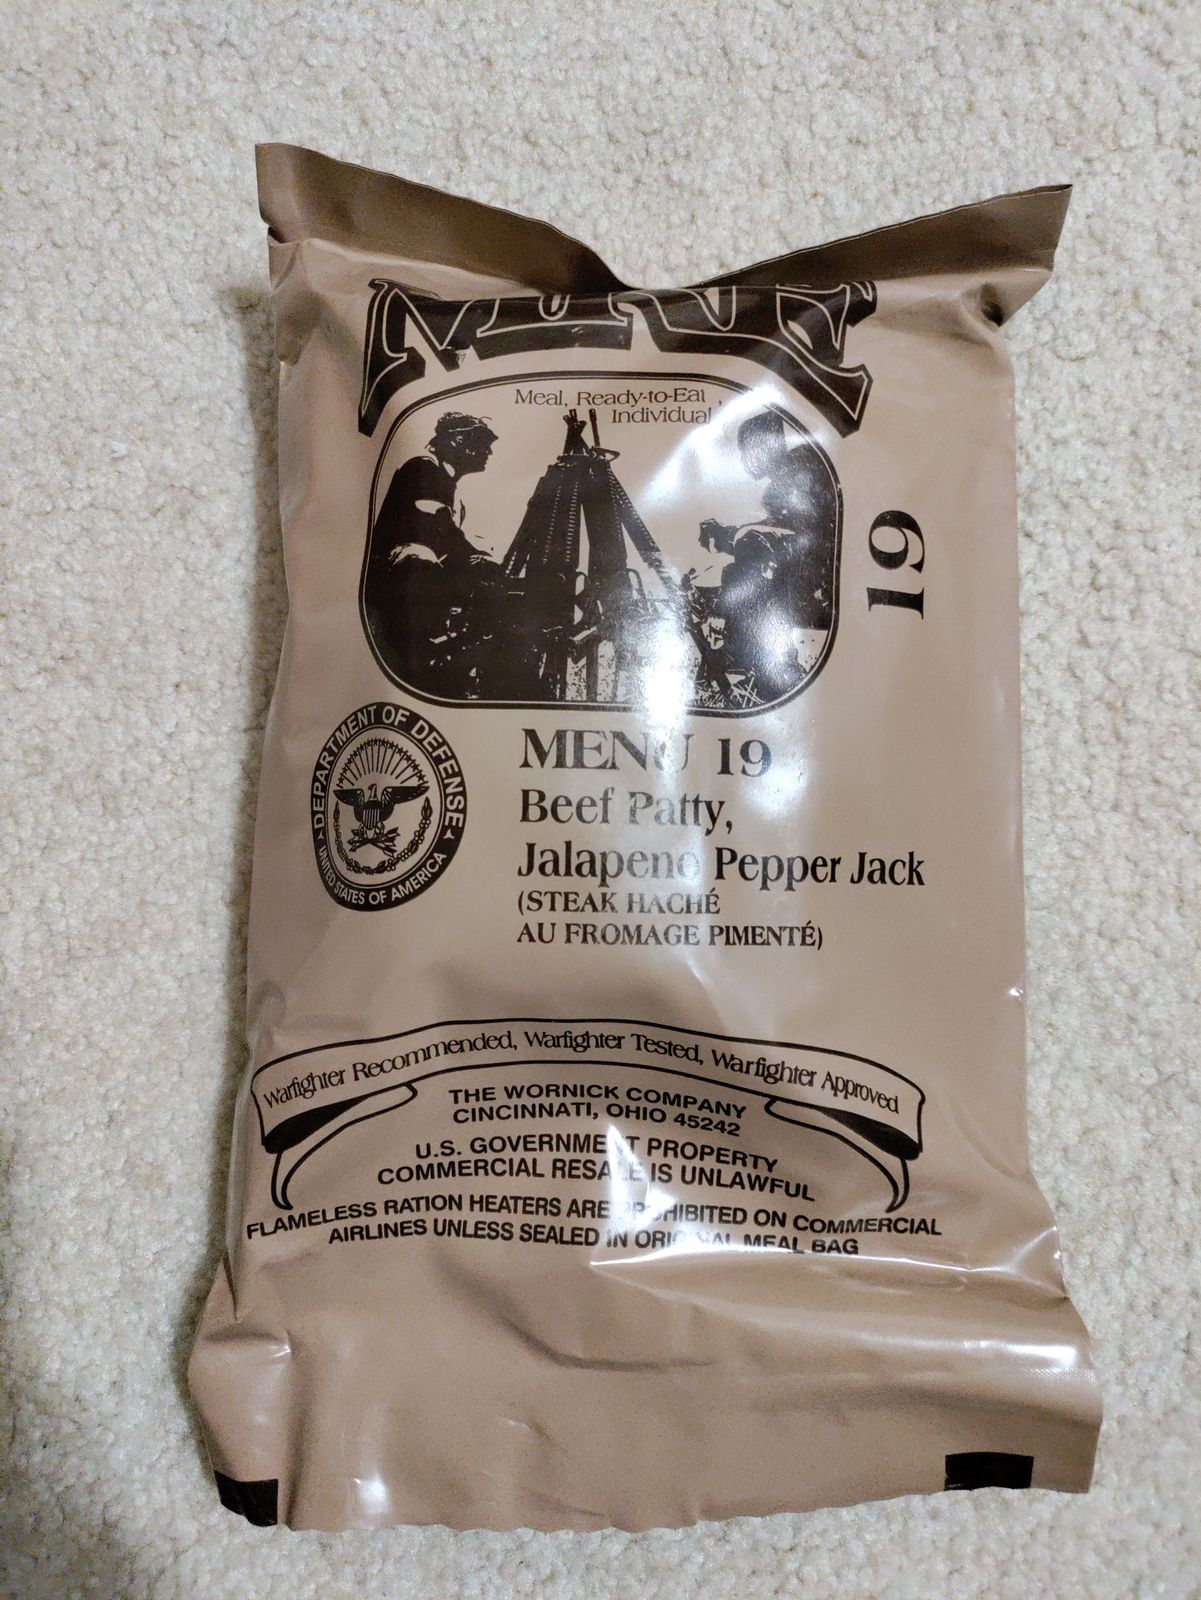 MRE
Meal, Ready-to-Eat,
Individual
19
DEPARTMENT OF DEFENSE
UNITED STATES OF AMERICA
MENU 19
Beef Patty,
Jalapeno Pepper Jack
(STEAK HACHÉ
AU FROMAGE PIMENTÉ)
Warfighter Recommended, Warfighter Tested, Warfighter Approved
THE WORNICK COMPANY
CINCINNATI, OHIO 45242
U.S. GOVERNMENT PROPERTY
COMMERCIAL RESALE IS UNLAWFUL
FLAMELESS RATION HEATERS ARE PROHIBITED ON COMMERCIAL
AIRLINES UNLESS SEALED IN ORIGINAL MEAL BAG